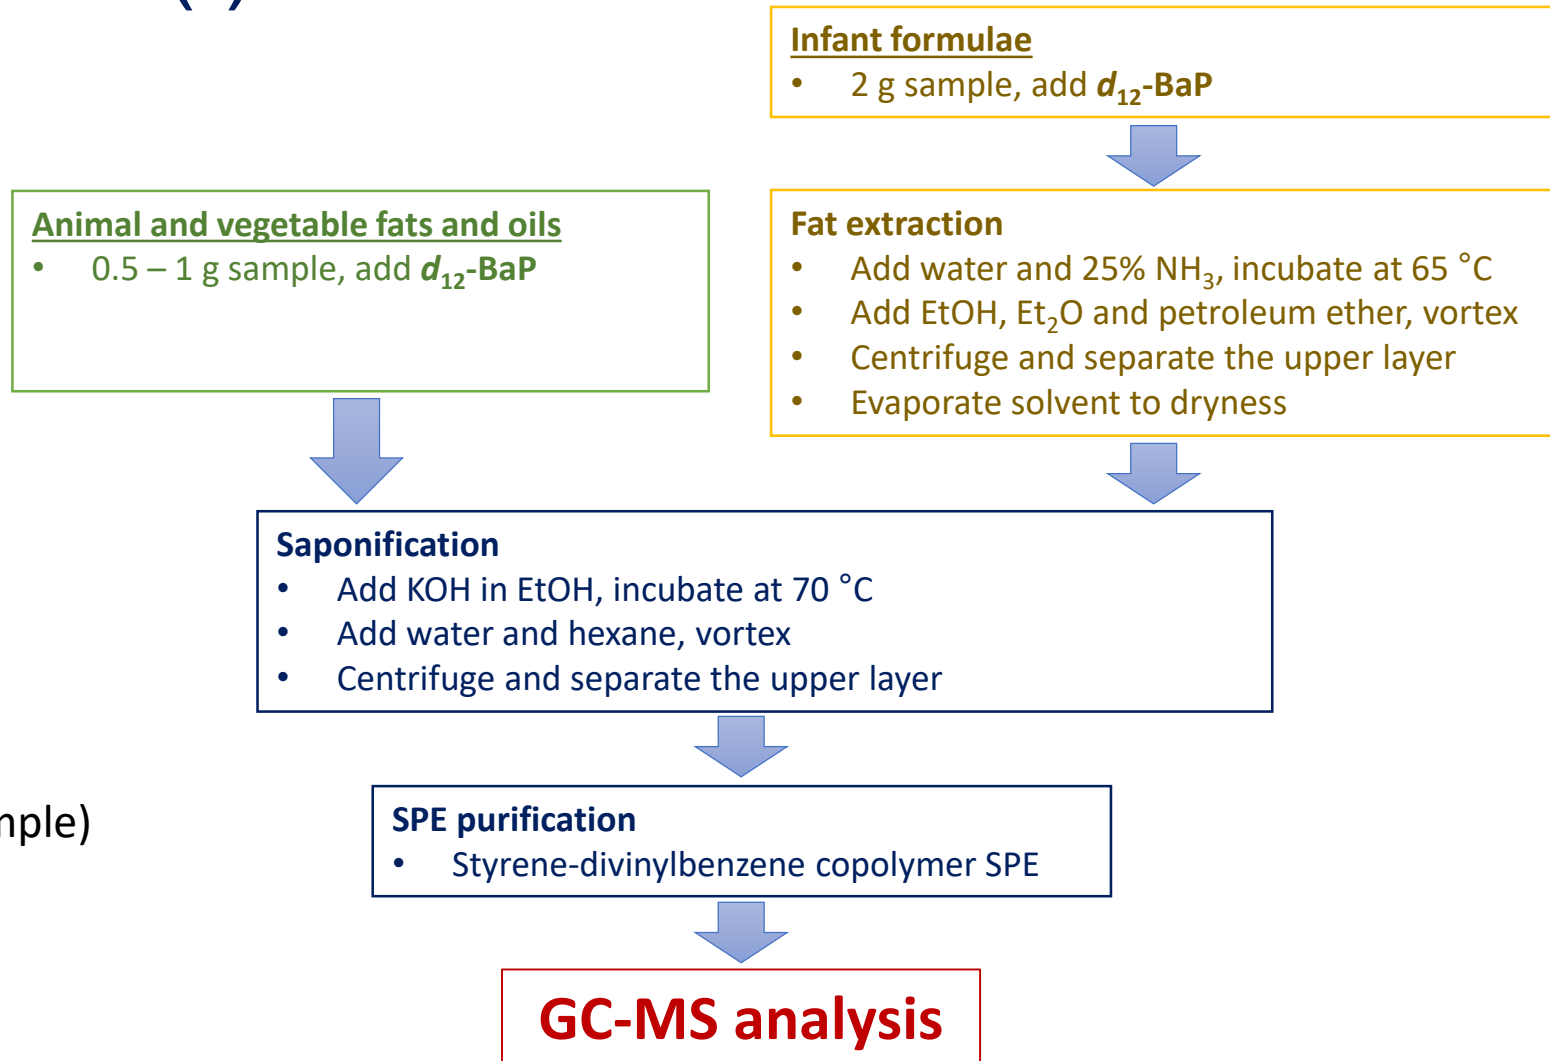 Infant formulae
• 2 g sample, add d₁₂-BaP
Animal and vegetable fats and oils
• 0.5 – 1 g sample, add d₁₂-BaP
Fat extraction
• Add water and 25% NH₃, incubate at 65 °C
• Add EtOH, Et₂O and petroleum ether, vortex
• Centrifuge and separate the upper layer
• Evaporate solvent to dryness
Saponification
• Add KOH in EtOH, incubate at 70 °C
• Add water and hexane, vortex
• Centrifuge and separate the upper layer
SPE purification
• Styrene-divinylbenzene copolymer SPE
GC-MS analysis